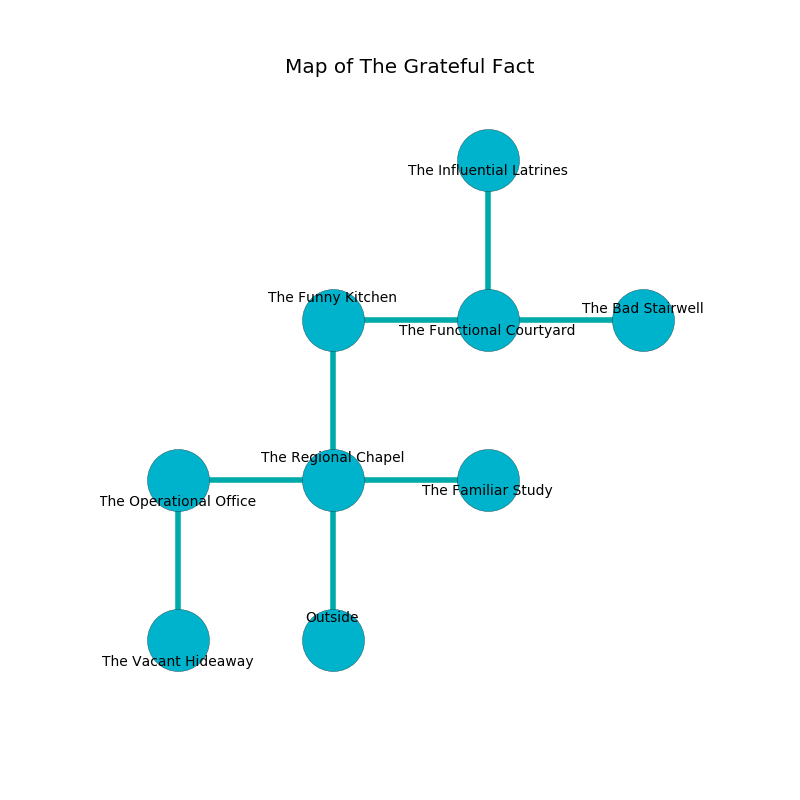 Map of The Grateful Fact
The Influential Latrines
The Funny Kitchen
The Bad Stairwell
The Functional Courtyard
The Regional Chapel
The Familiar Study
The Operational Office
Outside
The Vacant Hideaway